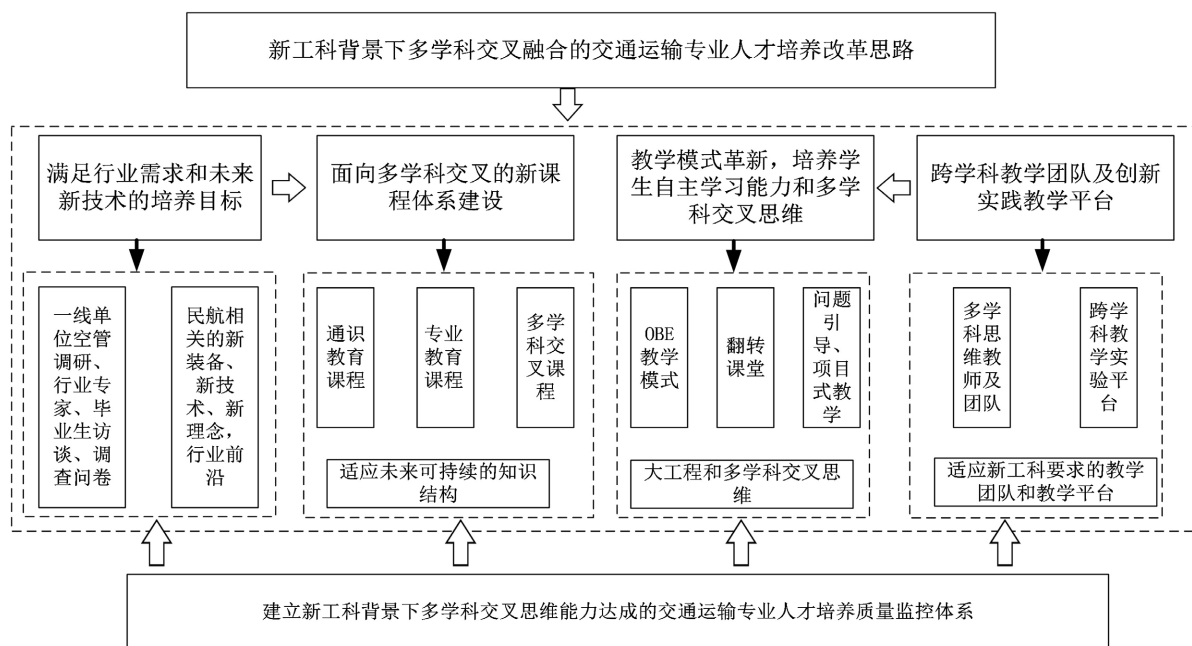 新工科背景下多学科交叉融合的交通运输专业人才培养改革思路
满足行业需求和未来
新技术的培养目标
面向多学科交叉的新课
程体系建设
教学模式革新，培养学
生自主学习能力和多学
科交叉思维
跨学科教学团队及创新
实践教学平台
一线单
位空管
调研、
行业专
家、毕
业生访
谈、调
查问卷
民航相
关的新
装备、
新技
术、新
理念，
行业前
沿
通识
教育
课程
专业
教育
课程
多学
科交
叉课
程
适应未来可持续的知识
结构
OBE
教学
模式
翻转
课堂
问题
引
导、
项目
式教
学
大工程和多学科交叉思
维
多学
科思
维教
师及
团队
跨学
科教
学实
验平
台
适应新工科要求的教学
团队和教学平台
建立新工科背景下多学科交叉思维能力达成的交通运输专业人才培养质量监控体系